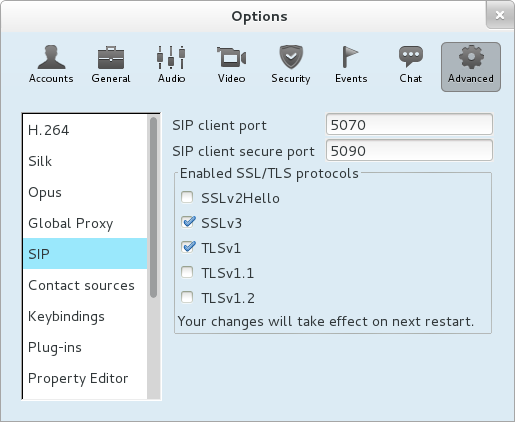 Options
Accounts General Audio Video Security Events Chat Advanced
H.264
Silk
Opus
Global Proxy
SIP
Contact sources
Keybindings
Plug-ins
Property Editor
SIP client port 5070
SIP client secure port 5090
Enabled SSL/TLS protocols
SSLv2Hello
SSLv3
TLSv1
TLSv1.1
TLSv1.2
Your changes will take effect on next restart.